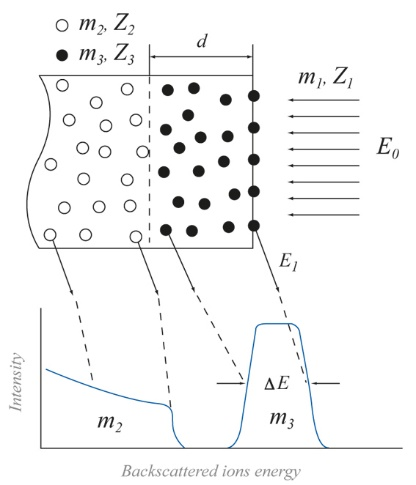 m₂, Z₂
m₃, Z₃
d
m₁, Z₁
E₀
E₁
Intensity
ΔE
m₂
m₃
Backscattered ions energy